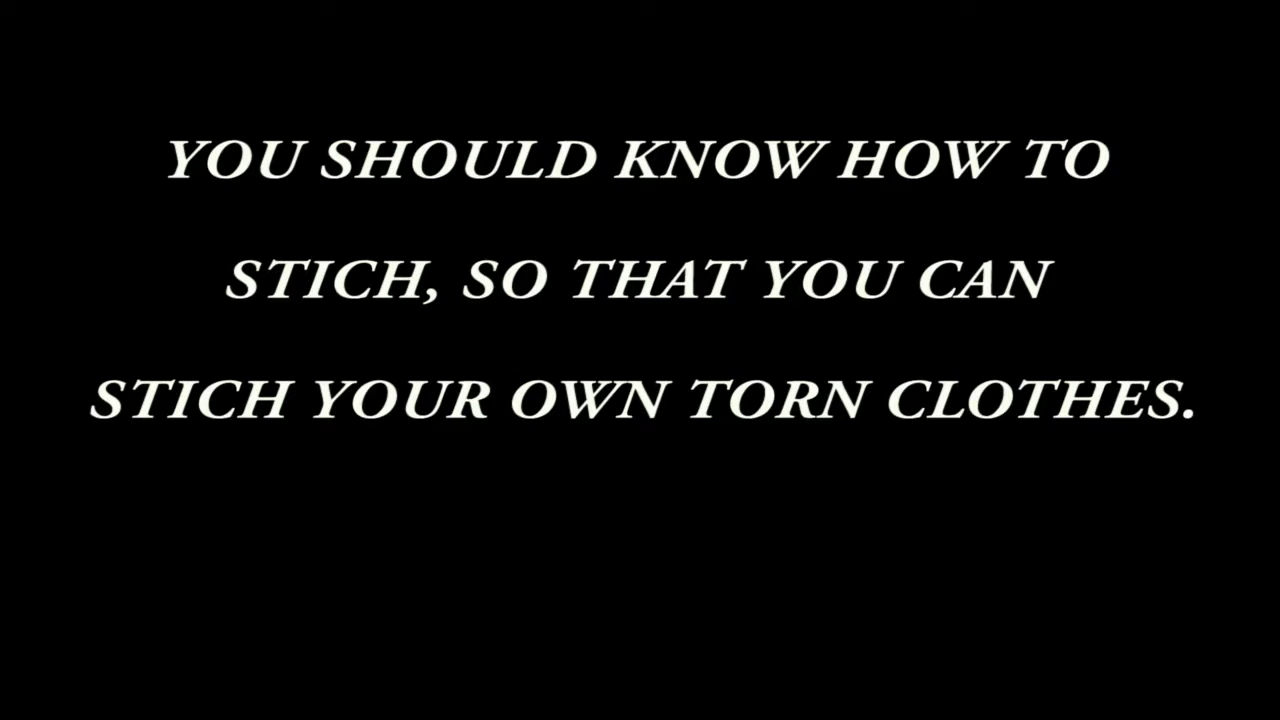 YOU SHOULD KNOW HOW TO
STICH, SO THAT YOU CAN
STICH YOUR OWN TORN CLOTHES.